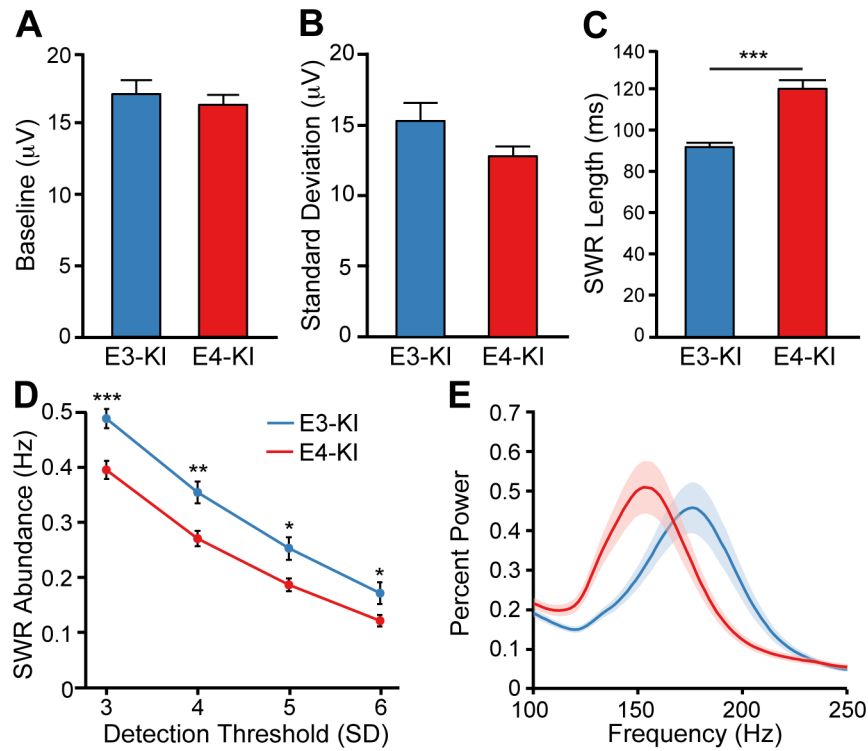 A
Baseline (μV)
20
15
10
5
0
E3-KI
E4-KI
B
Standard Deviation (μV)
20
15
10
5
0
E3-KI
E4-KI
C
SWR Length (ms)
140
120
100
80
60
40
20
0
***
E3-KI
E4-KI
D
SWR Abundance (Hz)
0.5
0.4
0.3
0.2
0.1
0
***
**
*
*
E3-KI
E4-KI
3
4
5
6
Detection Threshold (SD)
E
Percent Power
0.7
0.6
0.5
0.4
0.3
0.2
0.1
0
100
150
200
250
Frequency (Hz)